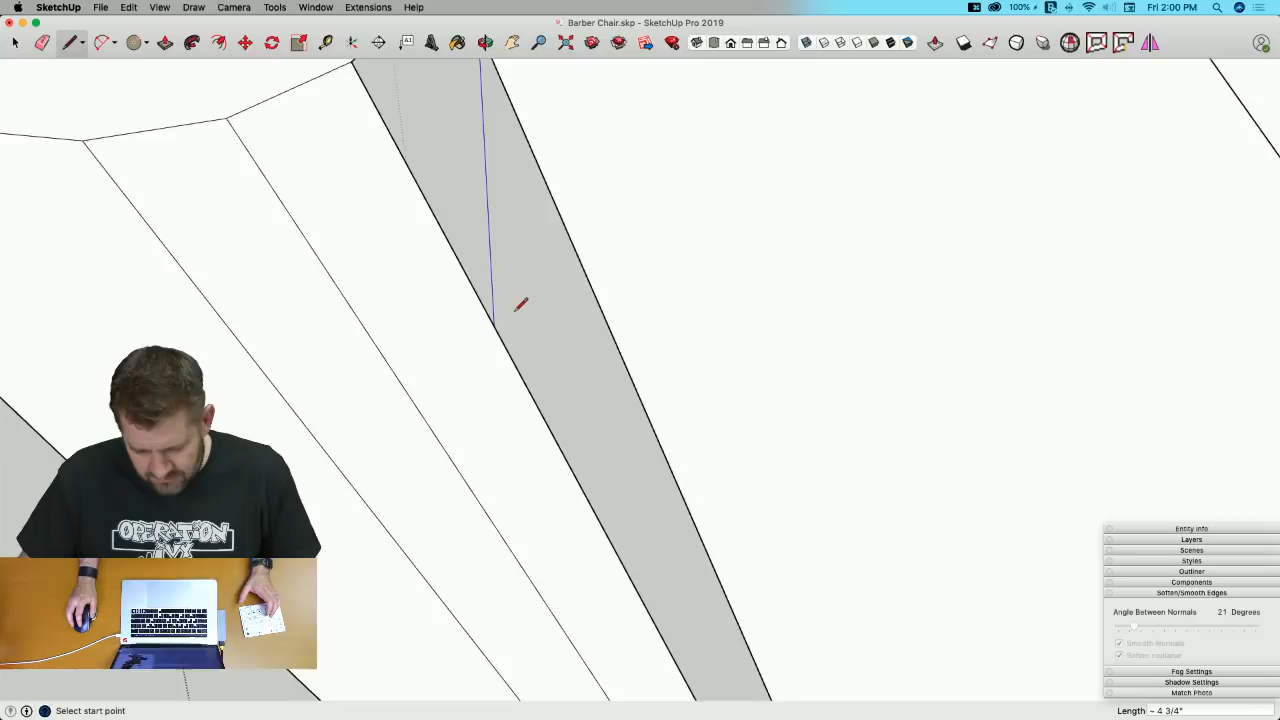 SketchUp File Edit View Camera Draw Tools Extensions Window Help 100% Fri 2:00 PM
Barber Chair.skp - SketchUp Pro 2019
A1
OPERATION
IVY
Entity Info
Layers
Scenes
Styles
Outliner
Components
Soften/Smooth Edges
Angle Between Normals 21 Degrees
Smooth Normals
Soften coplanar
Fog Settings
Shadow Settings
Match Photo
Select start point
Length ~ 4 3/4"